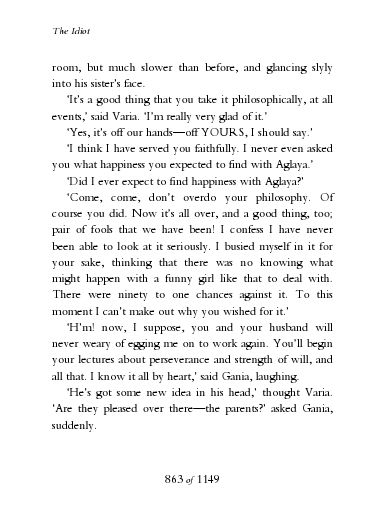 The Idiot
room, but much slower than before, and glancing slyly
into his sister's face.
'It's a good thing that you take it philosophically, at all
events,' said Varia. 'I'm really very glad of it.'
'Yes, it's off our hands—off YOURS, I should say.'
'I think I have served you faithfully. I never even asked
you what happiness you expected to find with Aglaya.'
'Did I ever expect to find happiness with Aglaya?'
'Come, come, don't overdo your philosophy. Of
course you did. Now it's all over, and a good thing, too;
pair of fools that we have been! I confess I have never
been able to look at it seriously. I busied myself in it for
your sake, thinking that there was no knowing what
might happen with a funny girl like that to deal with.
There were ninety to one chances against it. To this
moment I can't make out why you wished for it.'
'H'm! now, I suppose, you and your husband will
never weary of egging me on to work again. You'll begin
your lectures about perseverance and strength of will, and
all that. I know it all by heart,' said Gania, laughing.
'He's got some new idea in his head,' thought Varia.
'Are they pleased over there—the parents?' asked Gania,
suddenly.
863 of 1149